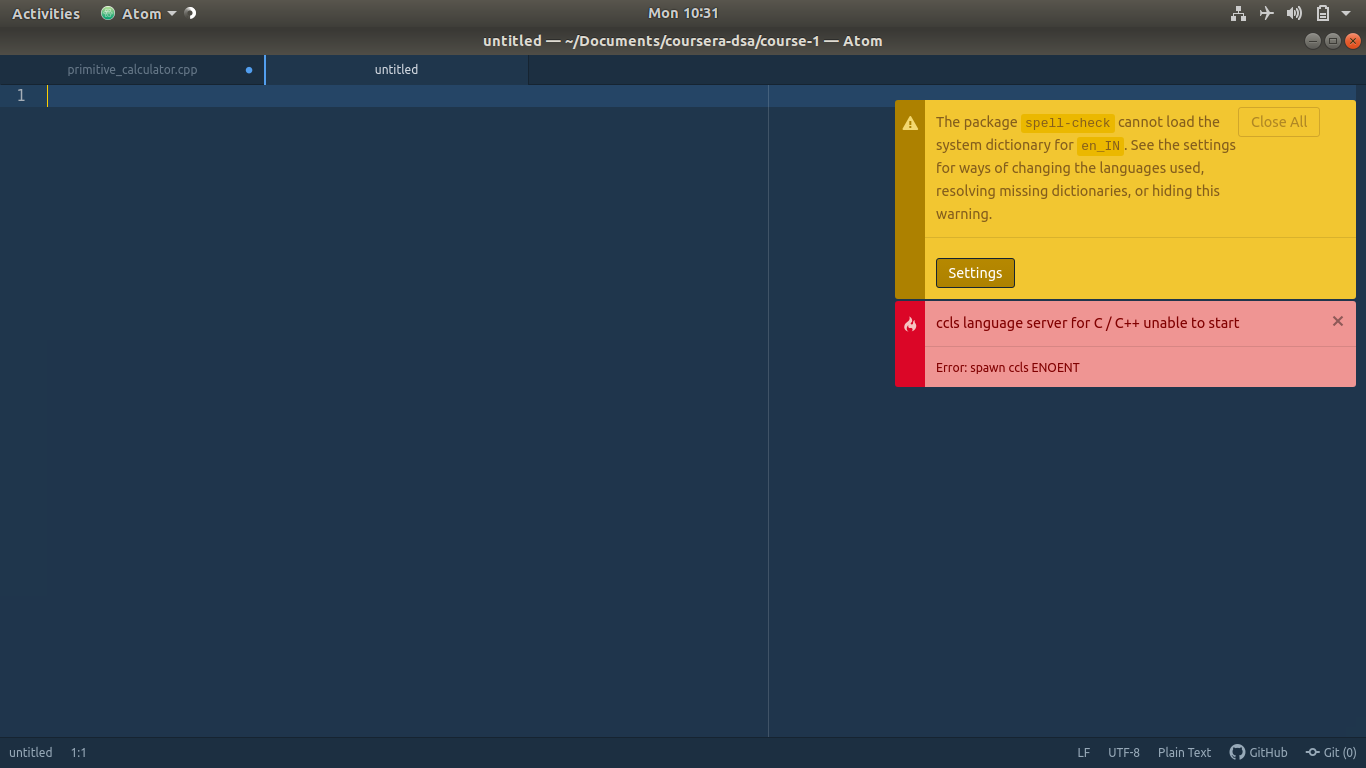 Activities Atom Mon 10:31
untitled — ~/Documents/coursera-dsa/course-1 — Atom
primitive_calculator.cpp untitled
1
The package spell-check cannot load the Close All
system dictionary for en_IN. See the settings
for ways of changing the languages used,
resolving missing dictionaries, or hiding this
warning.
Settings
ccls language server for C / C++ unable to start
Error: spawn ccls ENOENT
untitled 1:1 LF UTF-8 Plain Text GitHub Git (0)